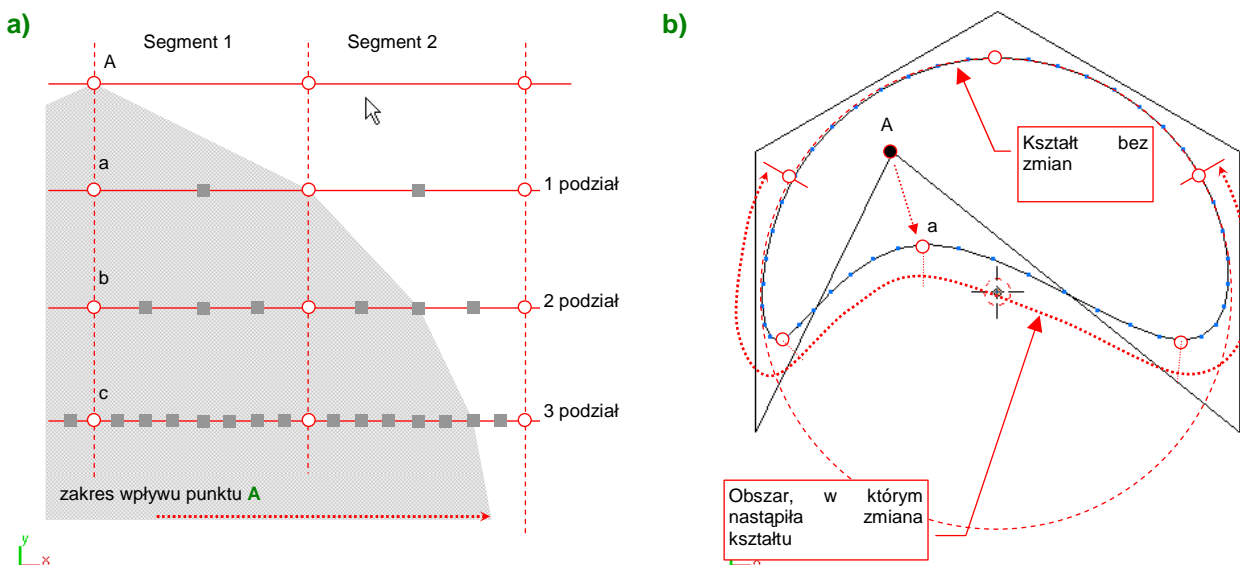 a)
Segment 1
Segment 2
A
a
1 podział
b
2 podział
c
3 podział
zakres wpływu punktu A
y
x
b)
A
Kształt bez
zmian
a
Obszar, w którym
nastąpiła zmiana
kształtu